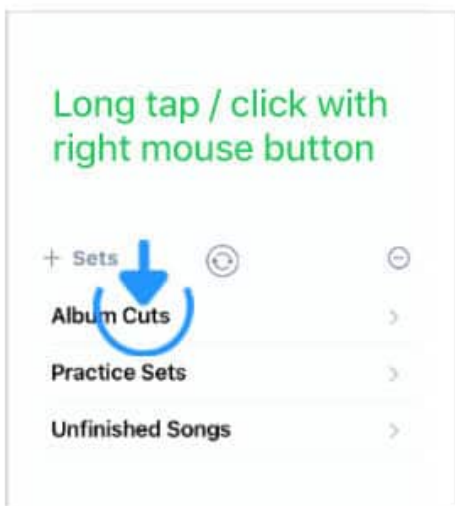 Long tap / click with
right mouse button
+ Sets
Album Cuts
Practice Sets
Unfinished Songs